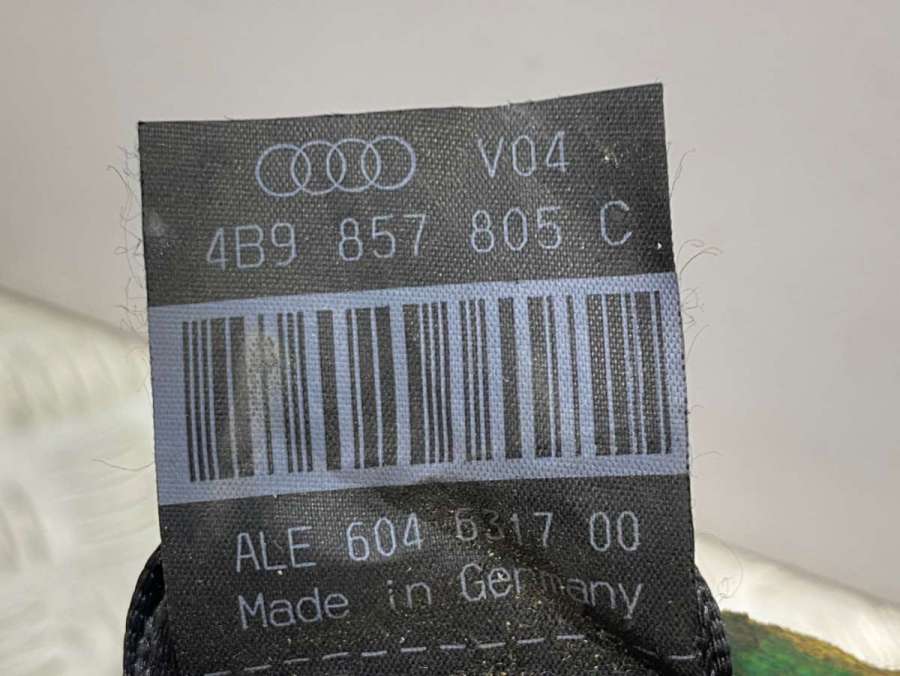 V04
4B9 857 805 C
ALE 604 6317 00
Made in Germany